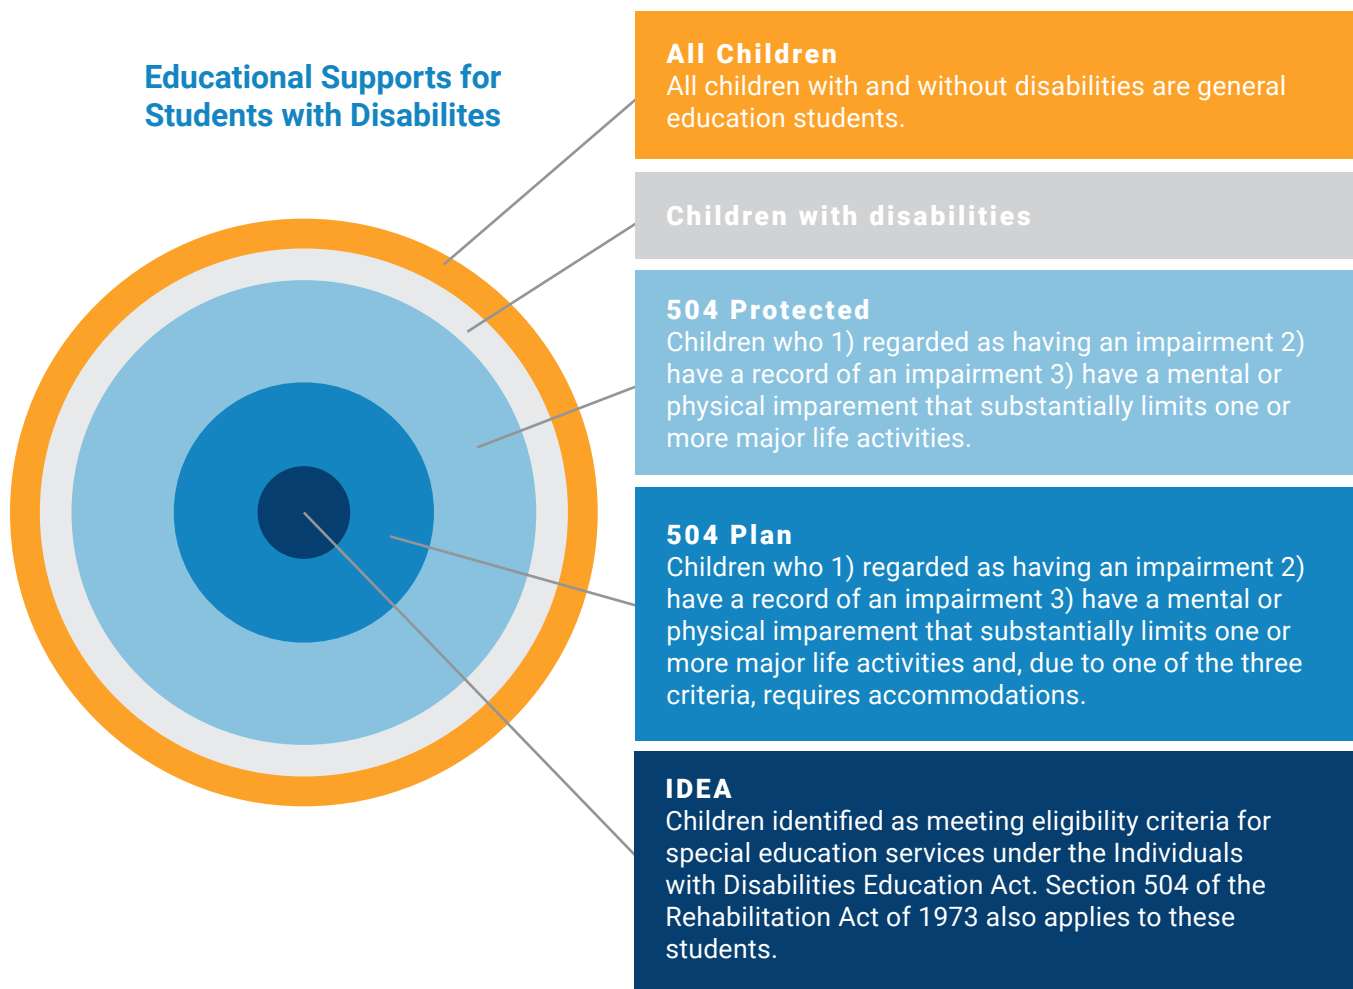 Educational Supports for
Students with Disabilites
All Children
All children with and without disabilities are general
education students.
Children with disabilities
504 Protected
Children who 1) regarded as having an impairment 2)
have a record of an impairment 3) have a mental or
physical imparement that substantially limits one or
more major life activities.
504 Plan
Children who 1) regarded as having an impairment 2)
have a record of an impairment 3) have a mental or
physical imparement that substantially limits one or
more major life activities and, due to one of the three
criteria, requires accommodations.
IDEA
Children identified as meeting eligibility criteria for
special education services under the Individuals
with Disabilities Education Act. Section 504 of the
Rehabilitation Act of 1973 also applies to these
students.